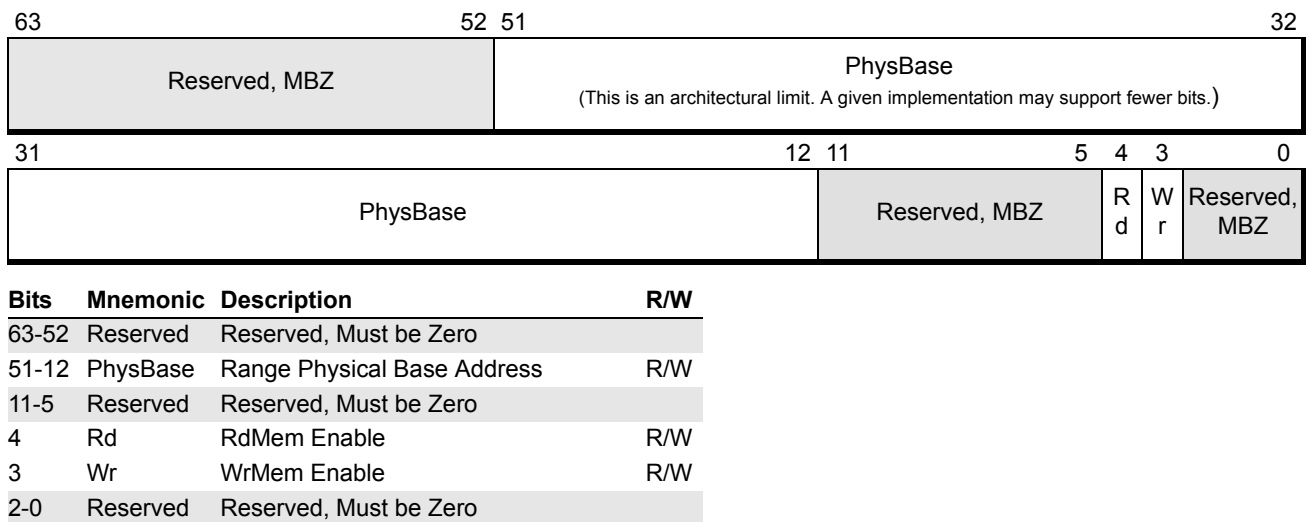 63 52 51 32
Reserved, MBZ
PhysBase
(This is an architectural limit. A given implementation may support fewer bits.)
31 12 11 5 4 3 0
PhysBase
Reserved, MBZ
R
d
W
r
Reserved,
MBZ
Bits Mnemonic Description R/W
63-52 Reserved Reserved, Must be Zero
51-12 PhysBase Range Physical Base Address R/W
11-5 Reserved Reserved, Must be Zero
4 Rd RdMem Enable R/W
3 Wr WrMem Enable R/W
2-0 Reserved Reserved, Must be Zero